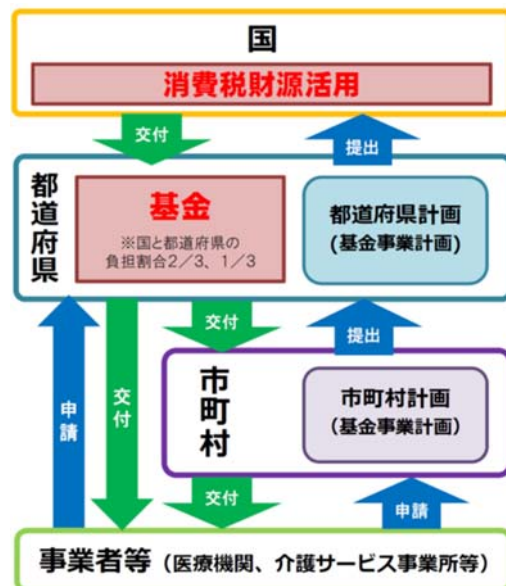 国
消費税財源活用
交付
提出
都道府県
基金
※国と都道府県の
負担割合2／3、1／3
都道府県計画
(基金事業計画)
交付
提出
申請
交付
市町村
市町村計画
(基金事業計画)
交付
申請
事業者等（医療機関、介護サービス事業所等）